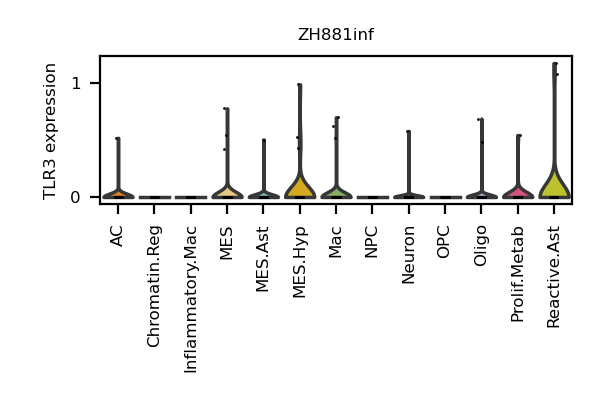 ZH881inf
TLR3 expression
1
0
AC
Chromatin.Reg
Inflammatory.Mac
MES
MES.Ast
MES.Hyp
Mac
NPC
Neuron
OPC
Oligo
Prolif.Metab
Reactive.Ast